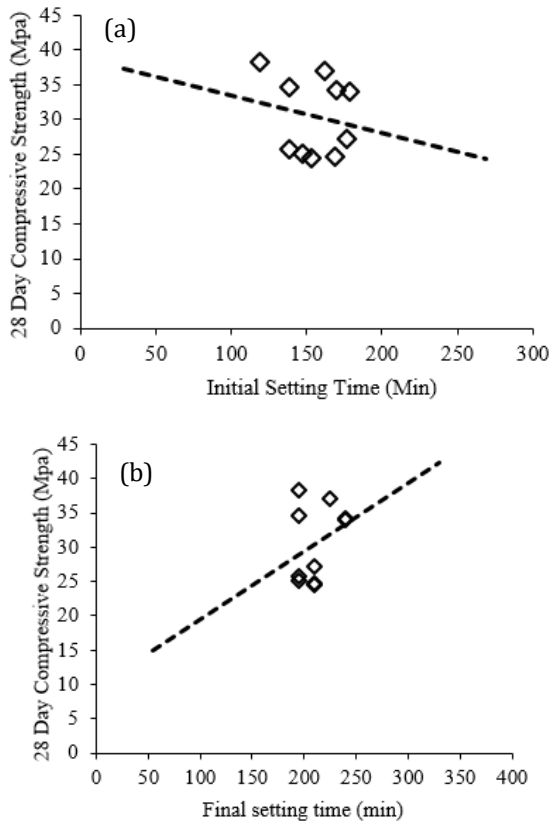 (a)
28 Day Compressive Strength (Mpa)
45
40
35
30
25
20
15
10
5
0
0 50 100 150 200 250 300
Initial Setting Time (Min)
(b)
28 Day Compressive Strength (Mpa)
45
40
35
30
25
20
15
10
5
0
0 50 100 150 200 250 300 350 400
Final setting time (min)